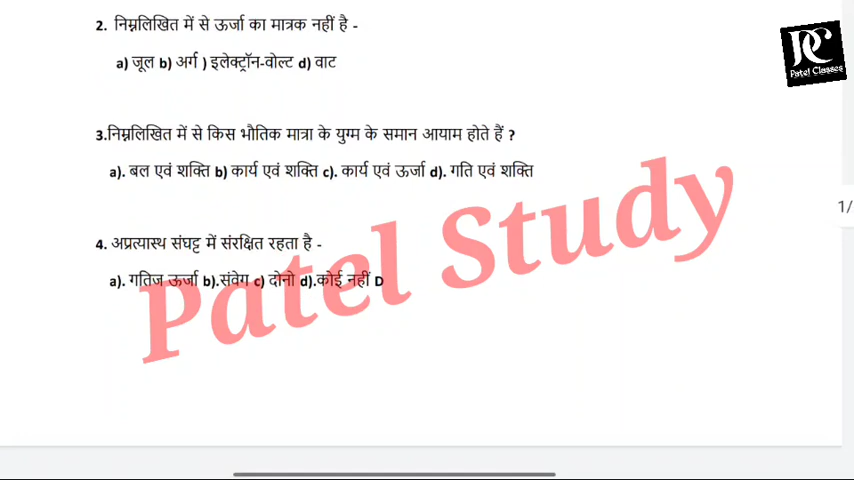 2. निम्नलिखित में से ऊर्जा का मात्रक नहीं है -
a) जूल b) अर्ग ) इलेक्ट्रॉन-वोल्ट d) वाट
3.निम्नलिखित में से किस भौतिक मात्रा के युग्म के समान आयाम होते हैं ?
a). बल एवं शक्ति b) कार्य एवं शक्ति c). कार्य एवं ऊर्जा d). गति एवं शक्ति
4. अप्रत्यास्थ संघट्ट में संरक्षित रहता है -
a). गतिज ऊर्जा b).संवेग c) दोनो d).कोई नहीं D
Patel Study
PC
Patel Classes
1/